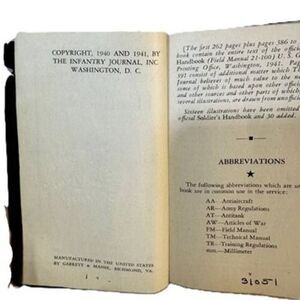 COPYRIGHT, 1940 AND 1941, BY
THE INFANTRY JOURNAL, INC
WASHINGTON, D. C.
MANUFACTURED IN THE UNITED STATES
BY GARRETT & MASSIE, RICHMOND, VA.
[The first 262 pages plus pages 386 to
book contain the entire text of the official
Handbook (Field Manual 21-100) U. S. G
Printing Office, Washington, 1941. Pag
consist of additional matter which T
Journal believes of much value to the
some of which is based upon other official
and other sources and other parts of which,
several illustrations, are drawn from unoffic
Sixteen illustrations have been omitted
official Soldier's Handbook and 30 added.
ABBREVIATIONS
The following abbreviations which are us
book are in common use in the service:
AA—Antiaircraft
AR—Army Regulations
AT—Antitank
AW—Articles of War
FM—Field Manual
TM—Technical Manual
TR—Training Regulations
mm.—Millimeter
v
31051